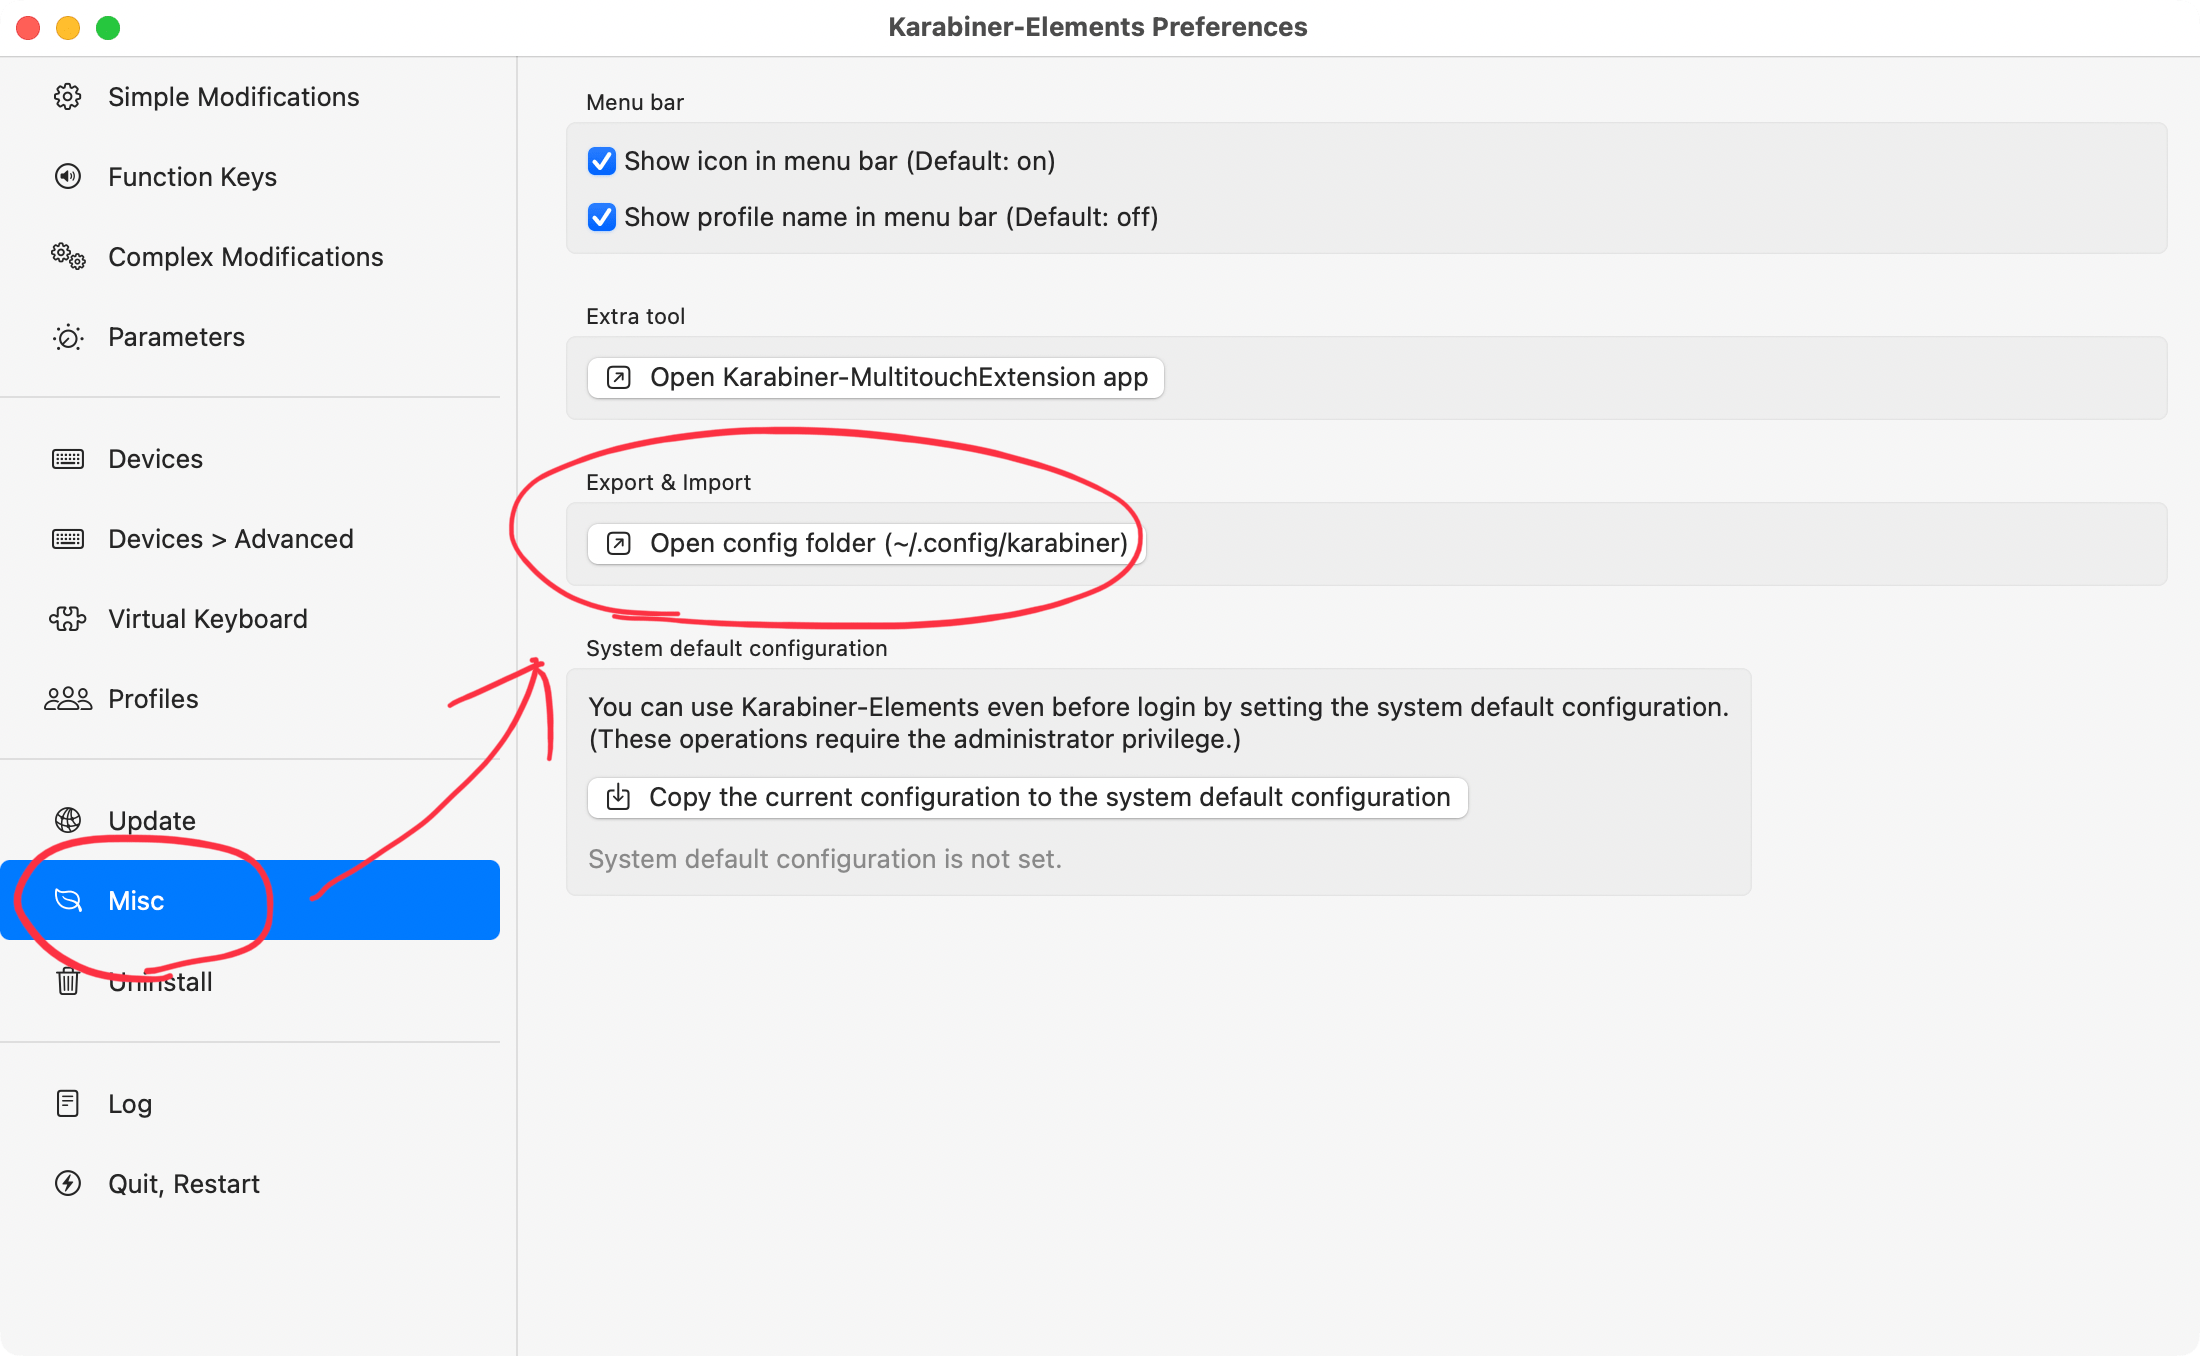 Karabiner-Elements Preferences
Simple Modifications
Function Keys
Complex Modifications
Parameters
Devices
Devices > Advanced
Virtual Keyboard
Profiles
Update
Misc
Uninstall
Log
Quit, Restart
Menu bar
Show icon in menu bar (Default: on)
Show profile name in menu bar (Default: off)
Extra tool
Open Karabiner-MultitouchExtension app
Export & Import
Open config folder (~/.config/karabiner)
System default configuration
You can use Karabiner-Elements even before login by setting the system default configuration.
(These operations require the administrator privilege.)
Copy the current configuration to the system default configuration
System default configuration is not set.